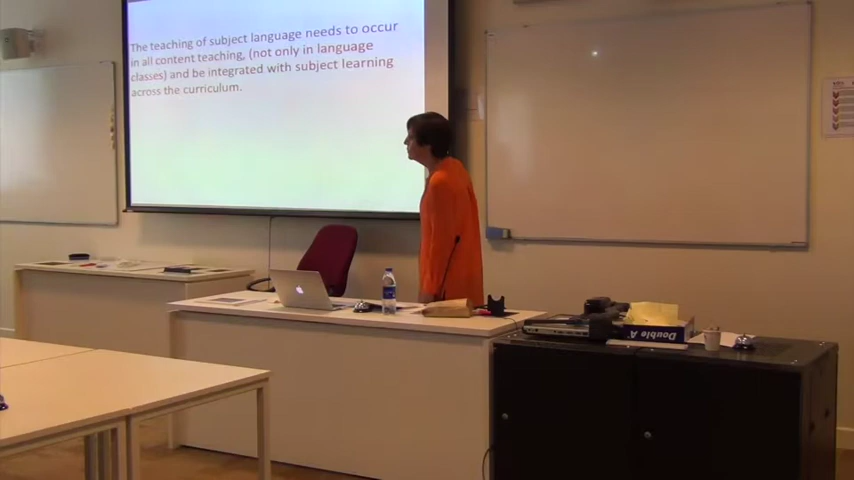 The teaching of subject language needs to occur
in all content teaching, (not only in language
classes) and be integrated with subject learning
across the curriculum.
Double A